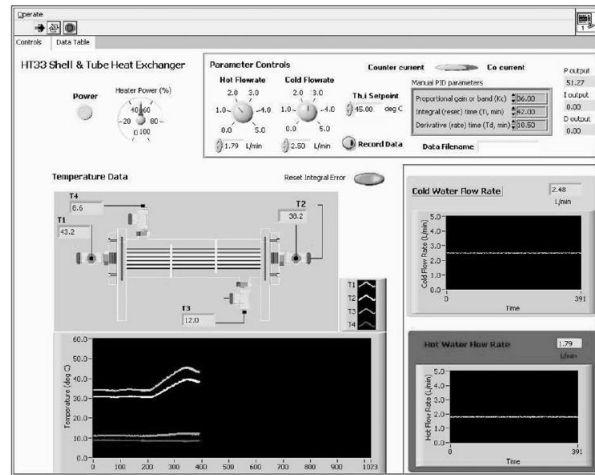 Operate
Controls Data Table
HT33 Shell & Tube Heat Exchanger
Power
Heater Power (%)
40 60
20 80
0 100
Parameter Controls
Hot Flowrate
2.0 3.0
1.0 4.0
0.0 5.0
1.79 L/min
Cold Flowrate
2.0 3.0
1.0 4.0
0.0 5.0
2.50 L/min
Counter current Co current
Th,i Setpoint
45.00 deg C
Record Data
Manual PID parameters
Proportional gain or band (Kc) 06.00
Integral (reset) time (Ti, min)
Derivative (rate) time (Td, min)
Data Filename
P output
51.27
I output
0.00
D output
0.00
Temperature Data
Reset Integral Error
T4
8.6
T1
43.2
T2
38.2
T3
12.0
T1
T2
T3
T4
Temperature (deg C)
60.0
50.0
40.0
30.0
20.0
10.0
0.0
0 100 200 300 400 500 600 700 800 900 1023
Cold Water Flow Rate
2.48
L/min
Cold Flow Rate (L/min)
5.0
4.0
3.0
2.0
1.0
0.0
0 391
Time
Hot Water Flow Rate
1.79
L/min
Hot Flow Rate (L/min)
5.0
4.0
3.0
2.0
1.0
0.0
0 391
Time